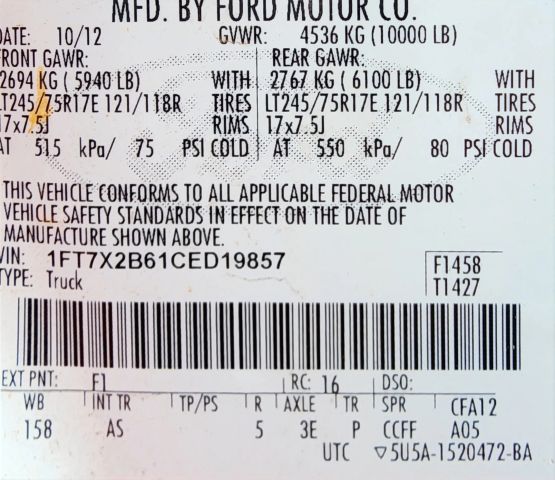 MFD. BY FORD MOTOR CO.
DATE: 10/12 GVWR: 4536 KG (10000 LB)
FRONT GAWR: REAR GAWR:
2694 KG ( 5940 LB) WITH 2767 KG ( 6100 LB) WITH
LT245/75R17E 121/118R TIRES LT245/75R17E 121/118R TIRES
17x7.5J RIMS 17x7.5J RIMS
AT 515 kPa/ 75 PSI COLD AT 550 kPa/ 80 PSI COLD
THIS VEHICLE CONFORMS TO ALL APPLICABLE FEDERAL MOTOR
VEHICLE SAFETY STANDARDS IN EFFECT ON THE DATE OF
MANUFACTURE SHOWN ABOVE.
VIN: 1FT7X2B61CED19857 F1458
TYPE: Truck T1427
EXT PNT: F1 RC: 16 DSO:
WB INT TR TP/PS R AXLE TR SPR CFA12
158 AS 5 3E P CCFF A05
UTC ▽5U5A-1520472-BA